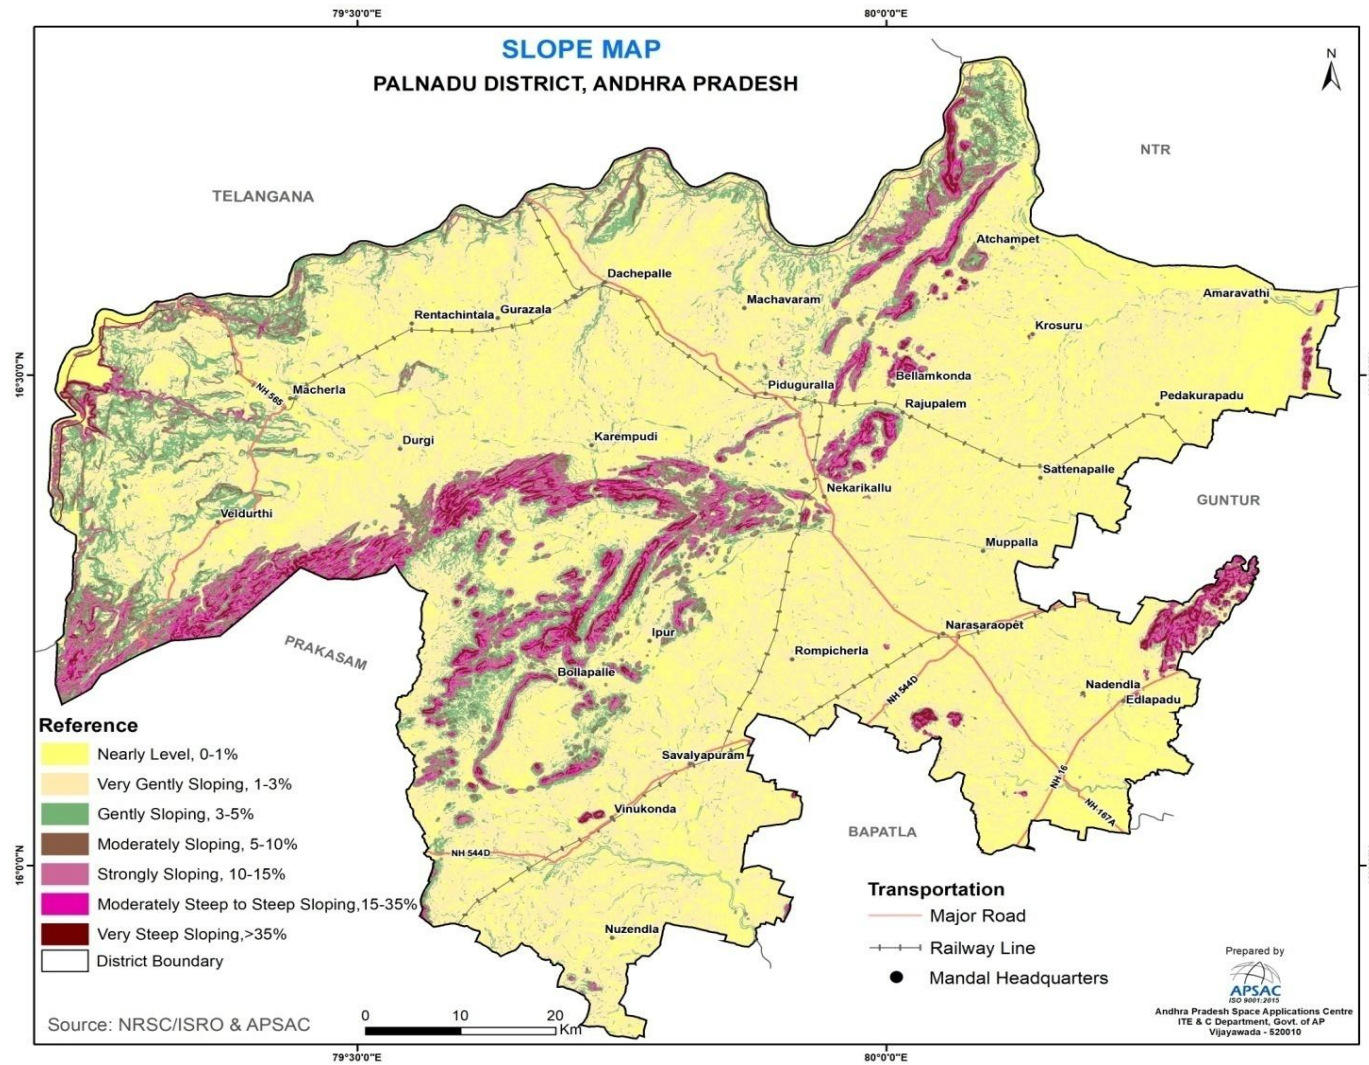 79°30'0"E
80°0'0"E
SLOPE MAP
PALNADU DISTRICT, ANDHRA PRADESH
N
NTR
TELANGANA
Atchampet
Dachepalle
Amaravathi
Machavaram
Rentachintala
Gurazala
Krosuru
16°30'0"N
Bellamkonda
Piduguralla
Macherla
NH 565
Pedakurapadu
Rajupalem
Durgi
Karempudi
Sattenapalle
Nekarikallu
GUNTUR
Veldurthi
Muppalla
PRAKASAM
Ipur
Narasaraopet
Rompicherla
Bollapalle
Nadendla
NH 544D
Edlapadu
Savalyapuram
NH 16
NH 167A
Vinukonda
BAPATLA
NH 544D
16°0'0"N
Nuzendla
Reference
Nearly Level, 0-1%
Very Gently Sloping, 1-3%
Gently Sloping, 3-5%
Moderately Sloping, 5-10%
Strongly Sloping, 10-15%
Moderately Steep to Steep Sloping,15-35%
Very Steep Sloping,>35%
District Boundary
Transportation
Major Road
Railway Line
Mandal Headquarters
Source: NRSC/ISRO & APSAC
0 10 20
Km
Prepared by
APSAC
ISO 9001:2015
Andhra Pradesh Space Applications Centre
ITE & C Department, Govt. of AP
Vijayawada - 520010
79°30'0"E
80°0'0"E